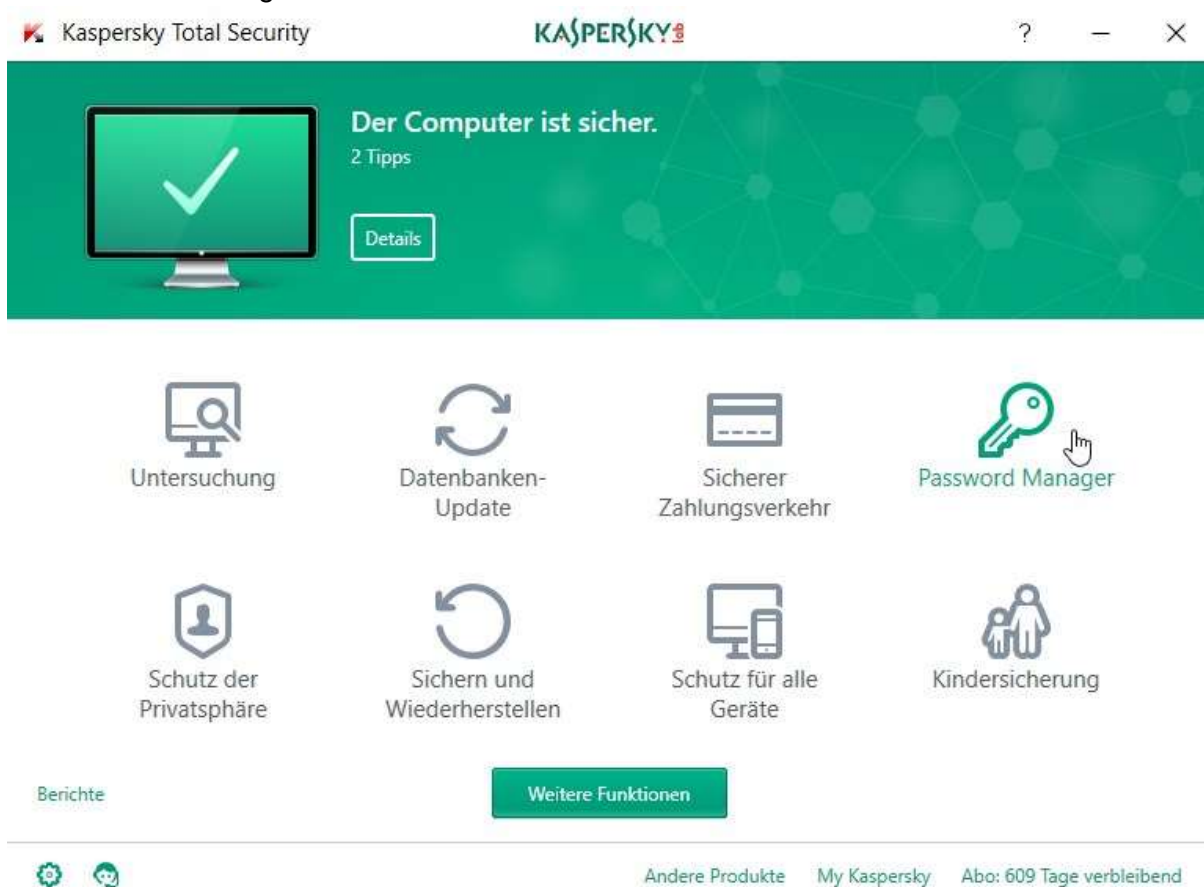 Kaspersky Total Security
KASPERSKY lab
?
Der Computer ist sicher.
2 Tipps
Details
Untersuchung
Datenbanken-
Update
Sicherer
Zahlungsverkehr
Password Manager
Schutz der
Privatsphäre
Sichern und
Wiederherstellen
Schutz für alle
Geräte
Kindersicherung
Berichte
Weitere Funktionen
Andere Produkte My Kaspersky Abo: 609 Tage verbleibend